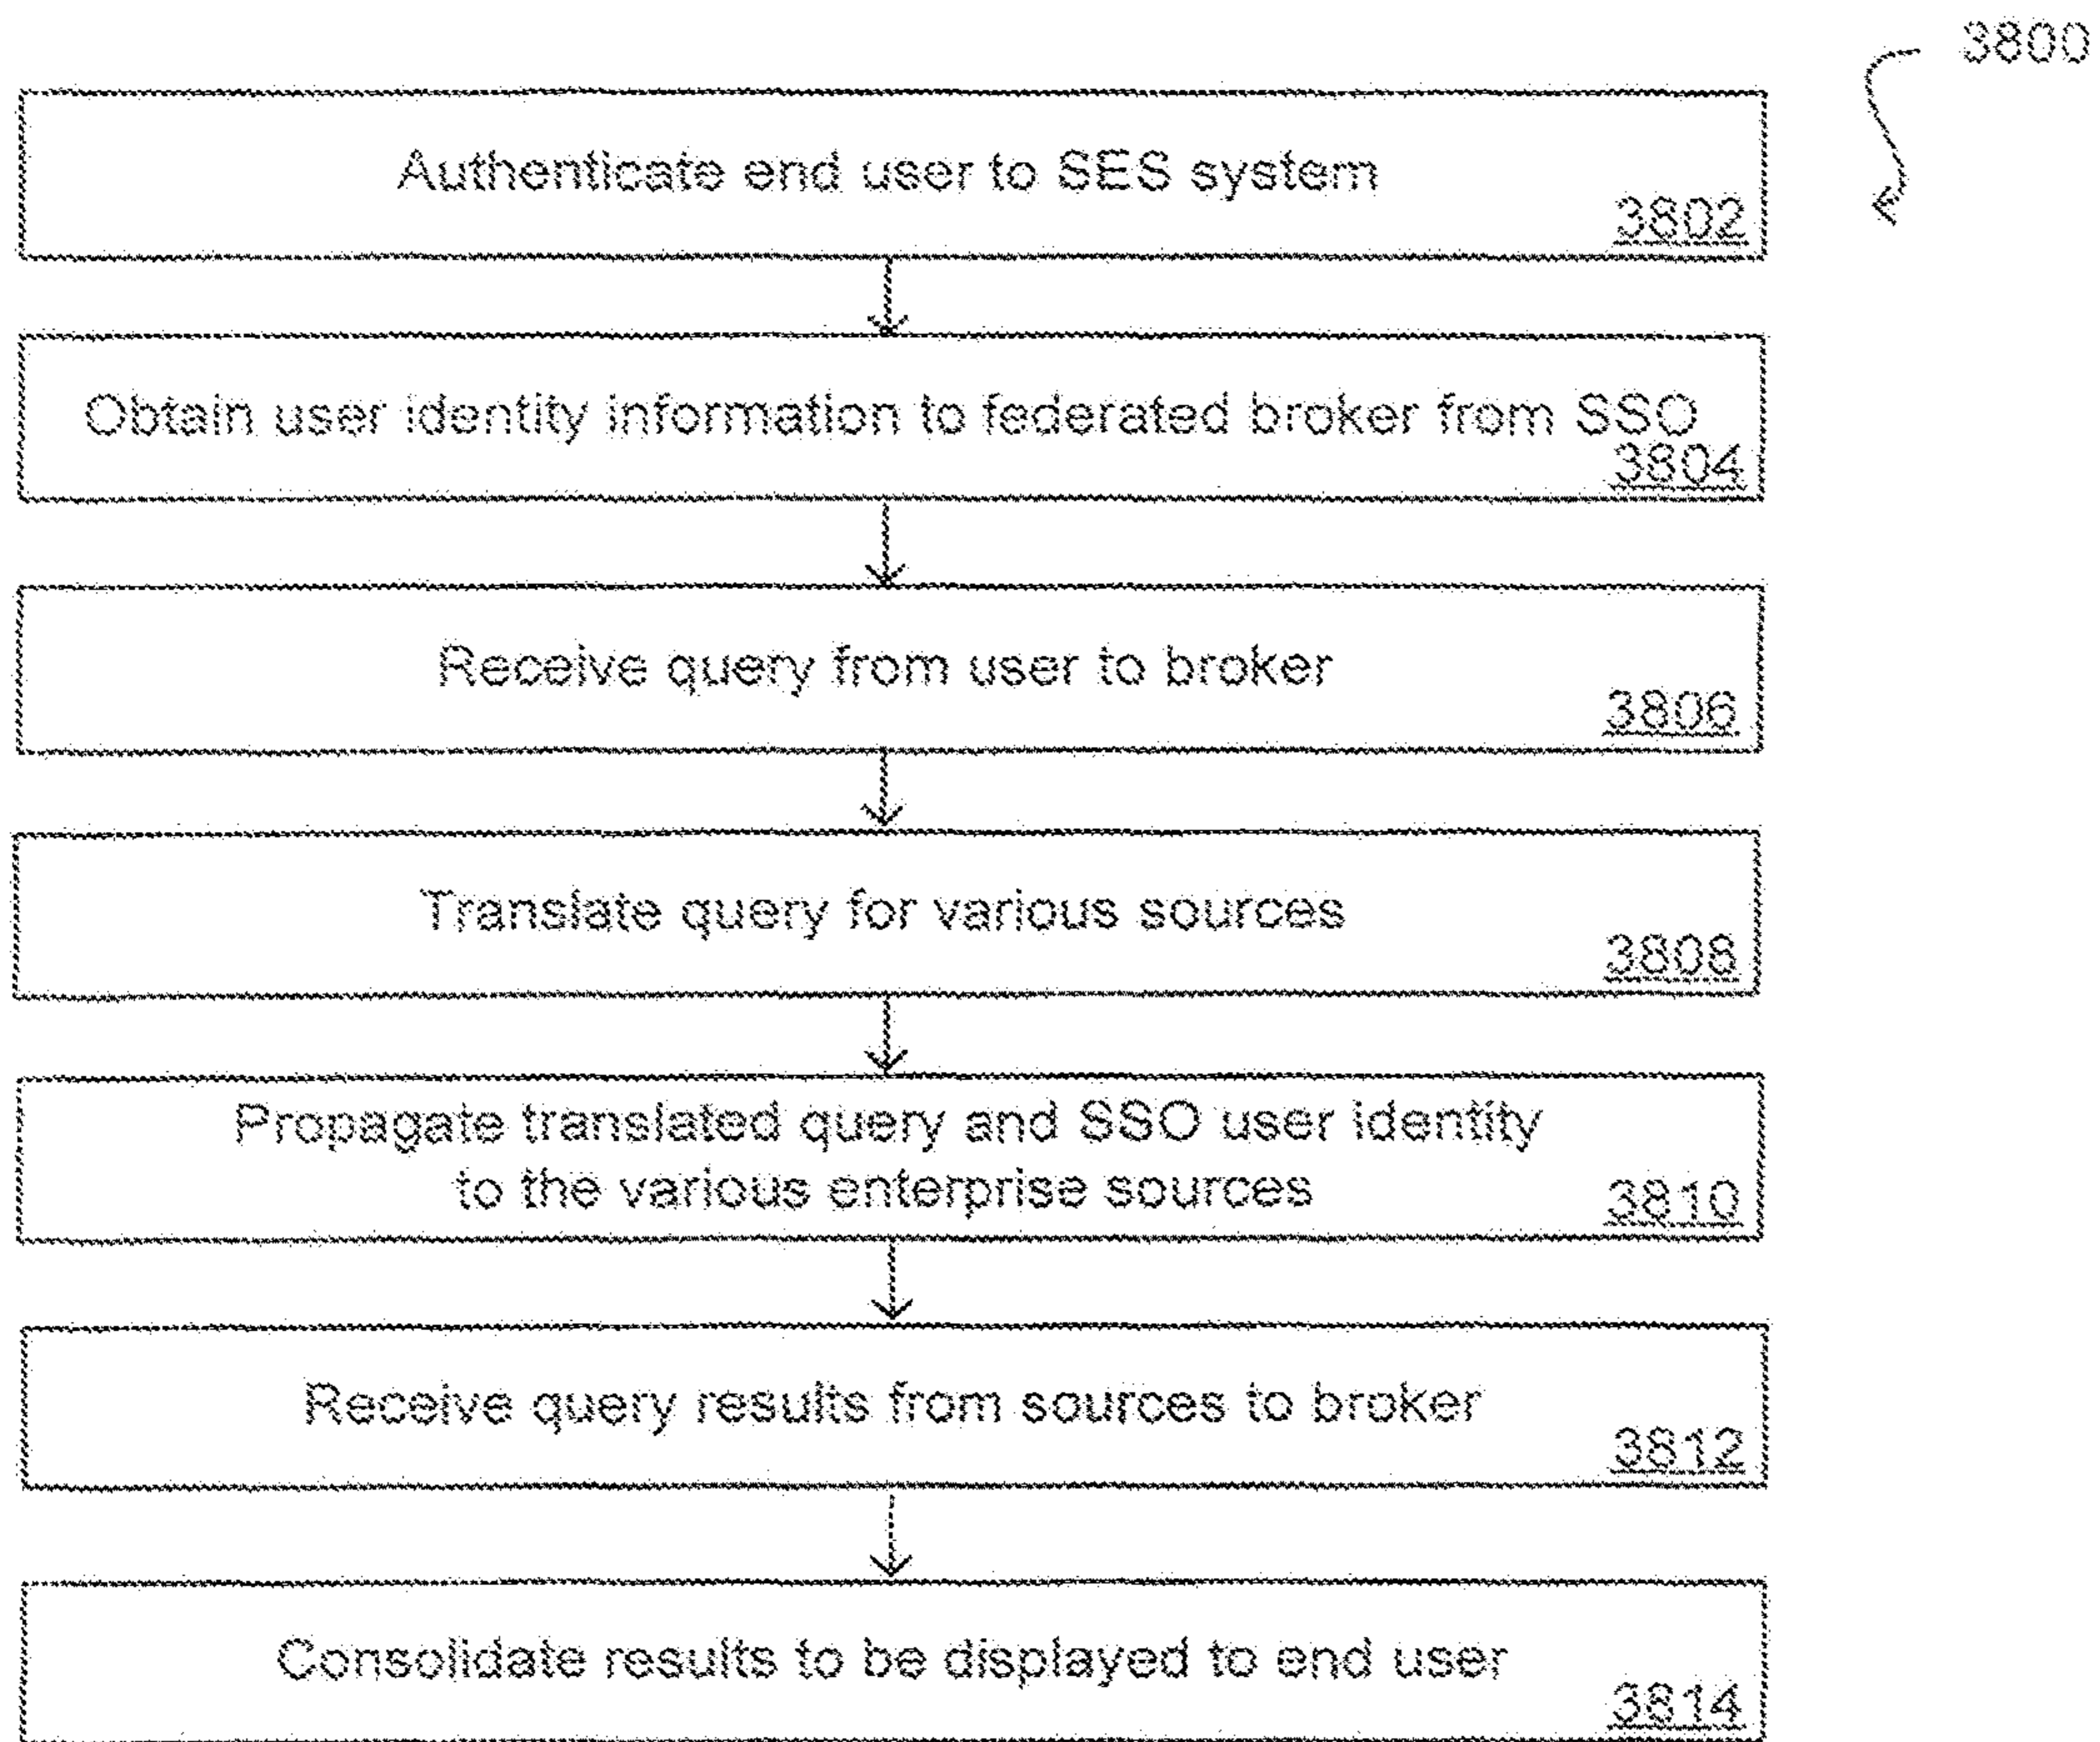 3800
Authenticate end user to SES system
3802
Obtain user identity information to federated broker from SSO
3804
Receive query from user to broker
3806
Translate query for various sources
3808
Propagate translated query and SSO user identity
to the various enterprise sources
3810
Receive query results from sources to broker
3812
Consolidate results to be displayed to end user
3814